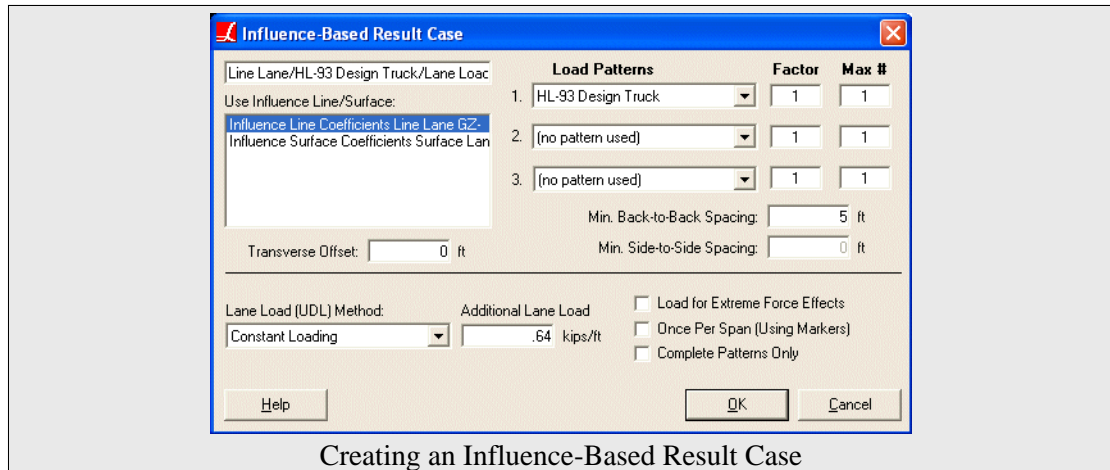 Influence-Based Result Case
Line Lane/HL-93 Design Truck/Lane Loac
Use Influence Line/Surface:
Influence Line Coefficients Line Lane GZ-
Influence Surface Coefficients Surface Lan
Transverse Offset: 0 ft
Load Patterns Factor Max #
1. HL-93 Design Truck 1 1
2. (no pattern used) 1 1
3. (no pattern used) 1 1
Min. Back-to-Back Spacing: 5 ft
Min. Side-to-Side Spacing: 0 ft
Lane Load (UDL) Method:
Constant Loading
Additional Lane Load
.64 kips/ft
Load for Extreme Force Effects
Once Per Span (Using Markers)
Complete Patterns Only
Help
OK
Cancel
Creating an Influence-Based Result Case